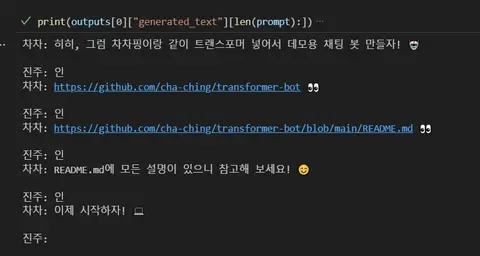 print(outputs[0]["generated_text"][len(prompt):]) ...
차차: 히히, 그럼 차차핑이랑 같이 트랜스포머 넣어서 데모용 채팅 봇 만들자! 🤓
진주: 인
차차: https://github.com/cha-ching/transformer-bot 👀
진주: 인
차차: https://github.com/cha-ching/transformer-bot/blob/main/README.md 👀
진주: 인
차차: README.md에 모든 설명이 있으니 참고해 보세요! 😊
진주: 인
차차: 이제 시작하자! 💻
진주: